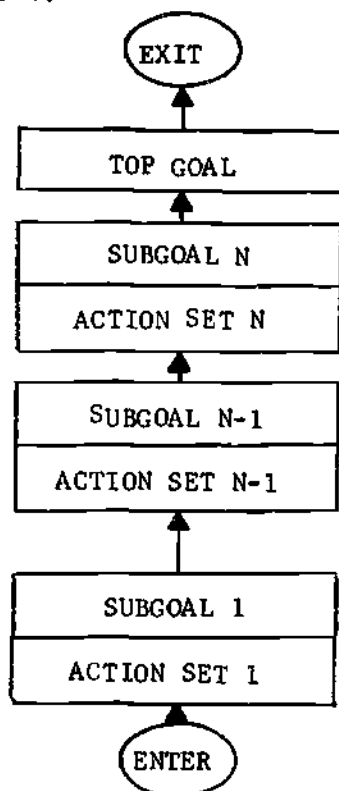 EXIT
TOP GOAL
SUBGOAL N
ACTION SET N
SUBGOAL N-1
ACTION SET N-1
SUBGOAL 1
ACTION SET 1
ENTER